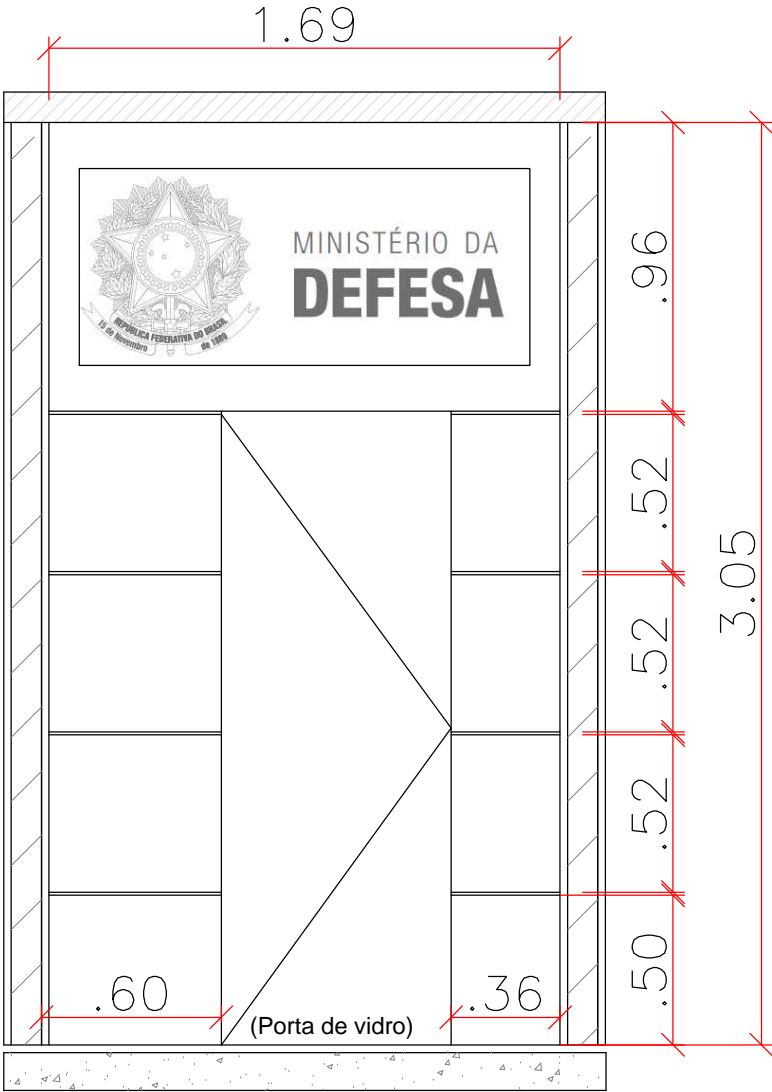 1.69
MINISTÉRIO DA
DEFESA
REPÚBLICA FEDERATIVA DO BRASIL
15 de Novembro
de 1889
.96
.52
.52
.52
.50
3.05
.60
(Porta de vidro)
.36